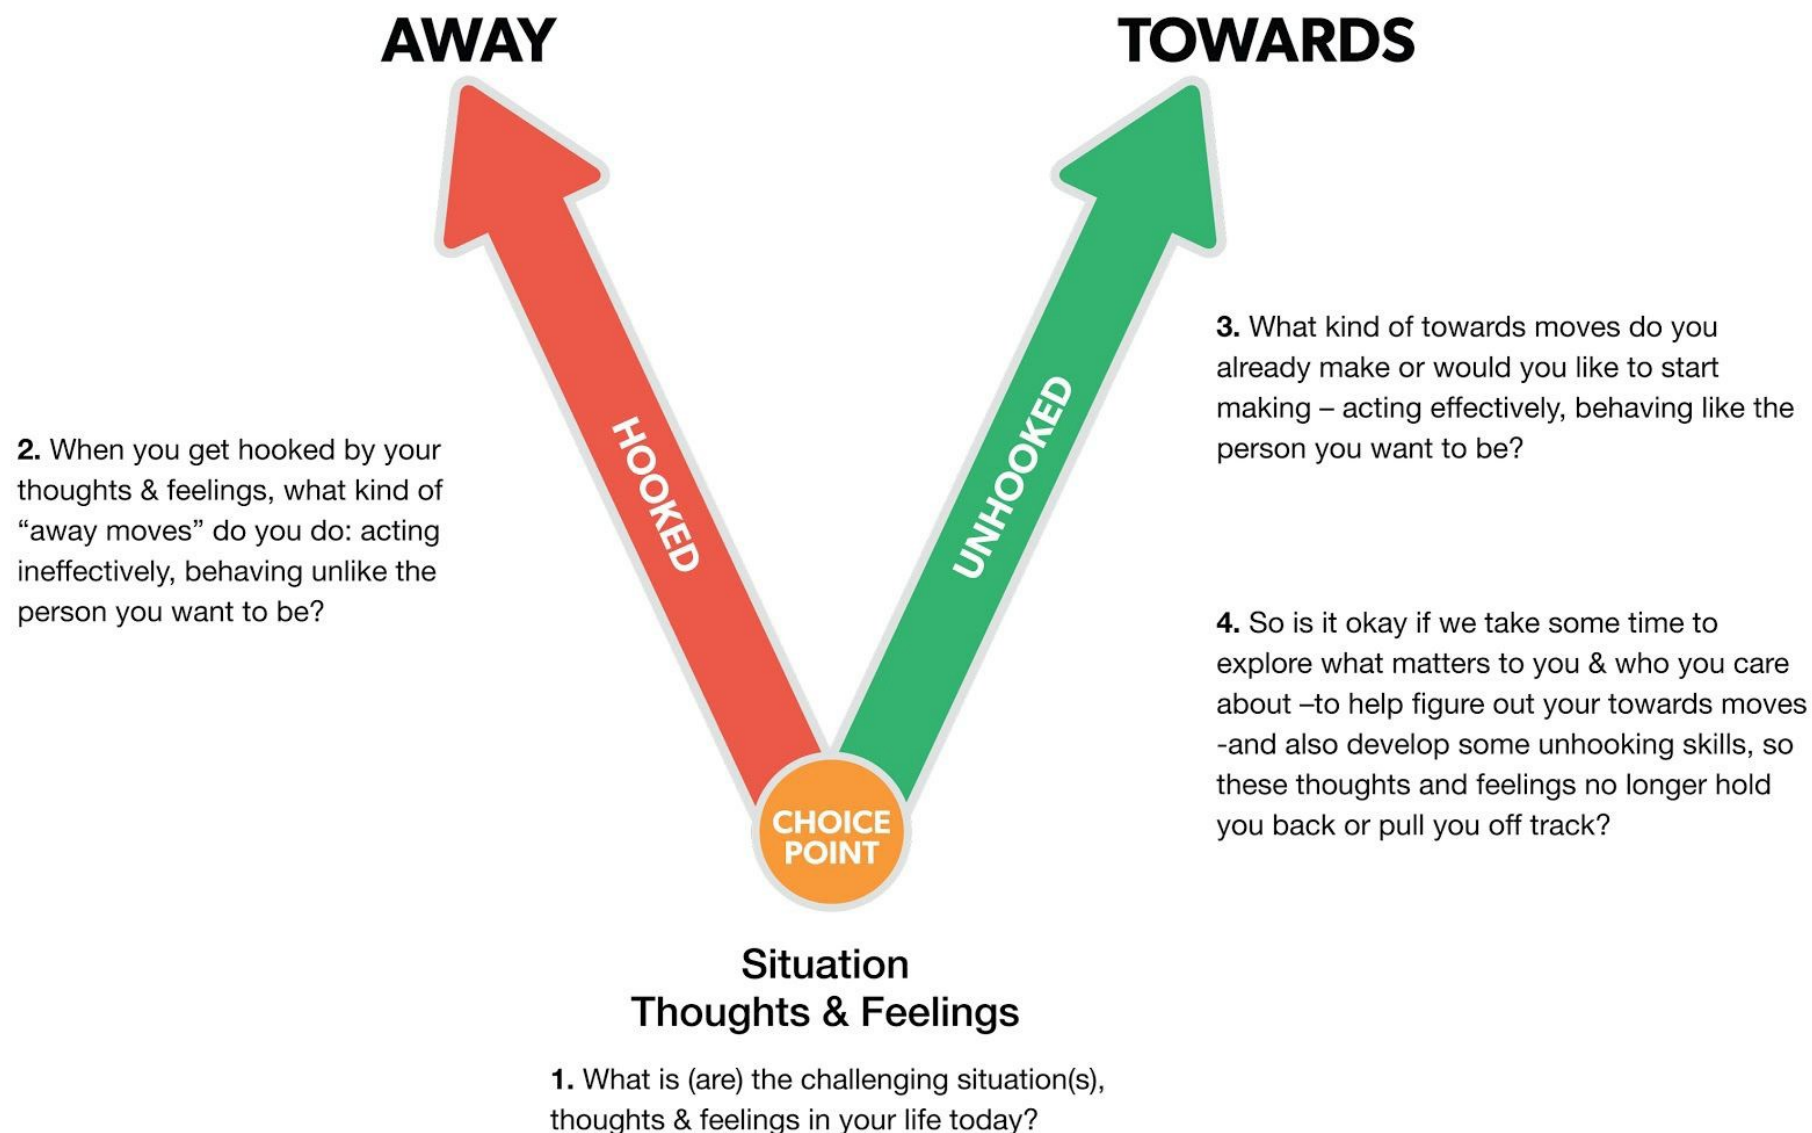 AWAY
TOWARDS
HOOKED
UNHOOKED
CHOICE
POINT
Situation
Thoughts & Feelings
1. What is (are) the challenging situation(s),
thoughts & feelings in your life today?
2. When you get hooked by your
thoughts & feelings, what kind of
“away moves” do you do: acting
ineffectively, behaving unlike the
person you want to be?
3. What kind of towards moves do you
already make or would you like to start
making – acting effectively, behaving like the
person you want to be?
4. So is it okay if we take some time to
explore what matters to you & who you care
about –to help figure out your towards moves
-and also develop some unhooking skills, so
these thoughts and feelings no longer hold
you back or pull you off track?